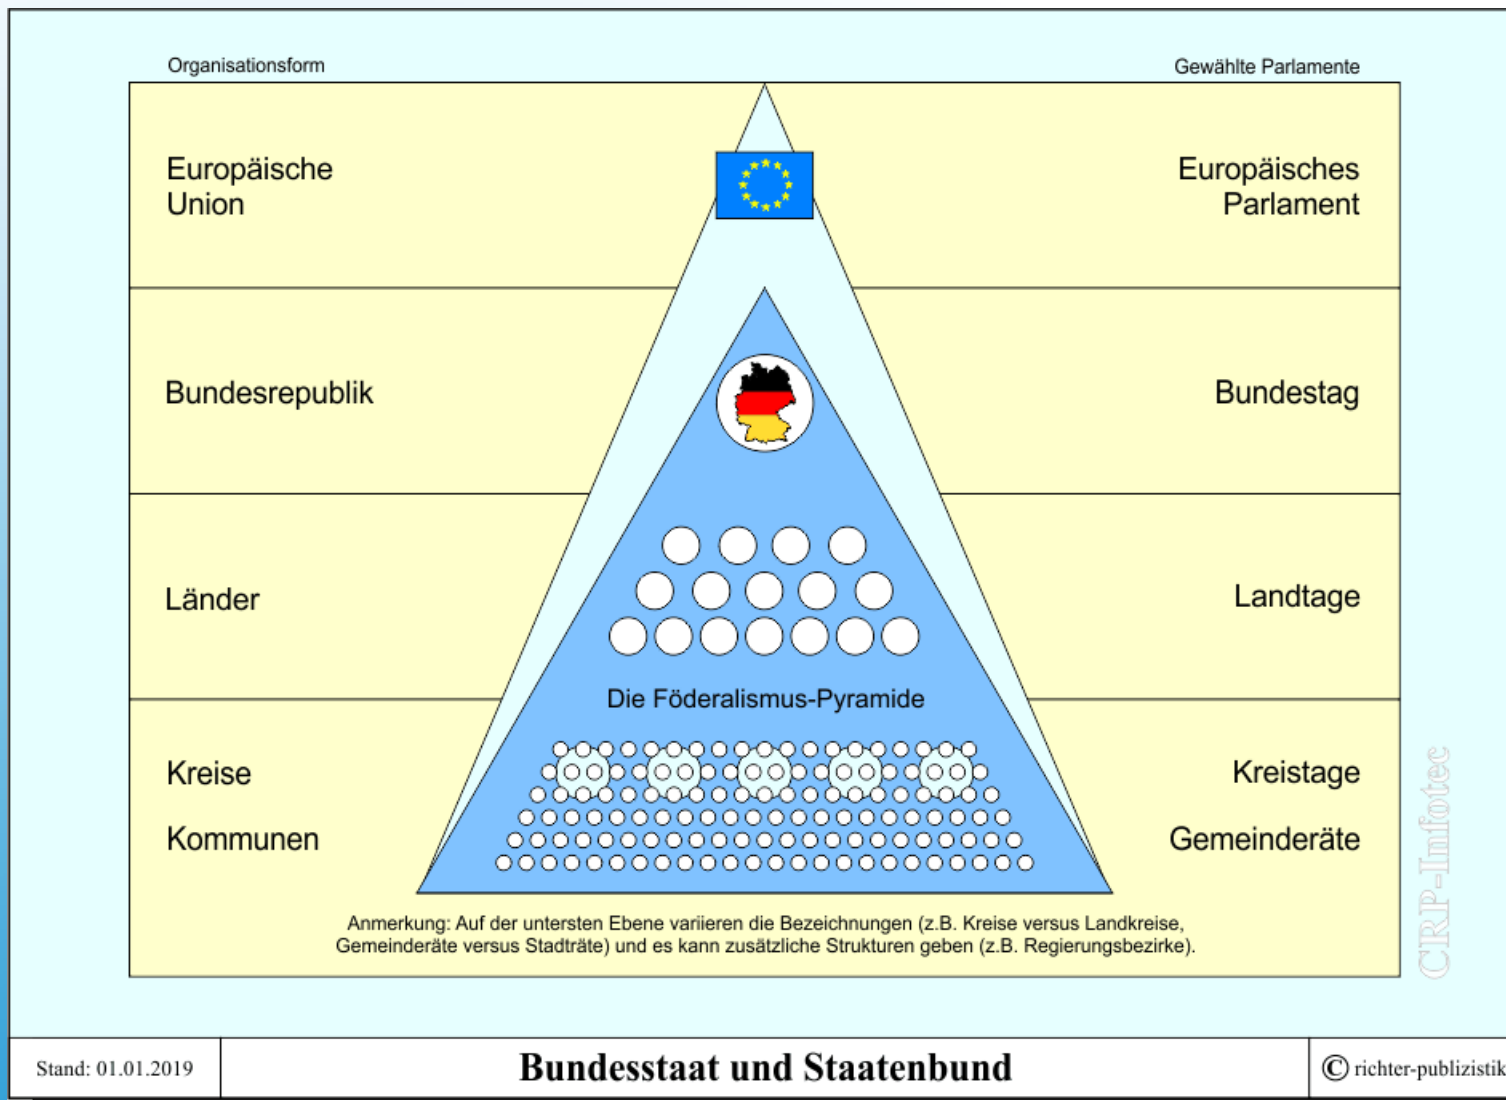 Organisationsform
Gewählte Parlamente
Europäische
Union
Europäisches
Parlament
Bundesrepublik
Bundestag
Länder
Landtage
Die Föderalismus-Pyramide
Kreise
Kreistage
Kommunen
Gemeinderäte
Anmerkung: Auf der untersten Ebene variieren die Bezeichnungen (z.B. Kreise versus Landkreise,
Gemeinderäte versus Stadträte) und es kann zusätzliche Strukturen geben (z.B. Regierungsbezirke).
CRP-Infotec
Stand: 01.01.2019
Bundesstaat und Staatenbund
© richter-publizistik